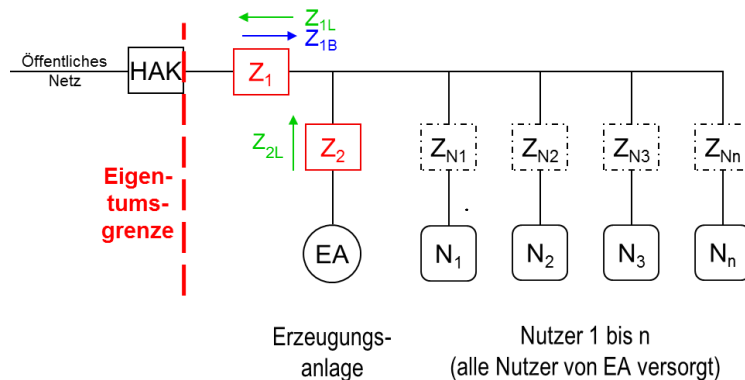 Z1L
Z1B
Öffentliches
Netz
HAK
Z1
Z2L
Z2
ZN1
ZN2
ZN3
ZNn
Eigen-
tums-
grenze
EA
N1
N2
N3
Nn
Erzeugungs-
anlage
Nutzer 1 bis n
(alle Nutzer von EA versorgt)